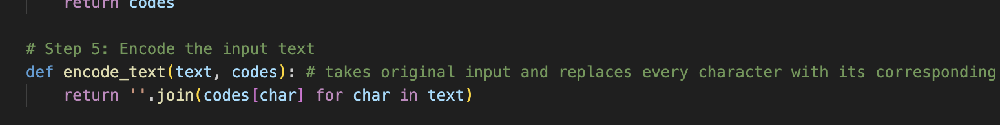 return codes
# Step 5: Encode the input text
def encode_text(text, codes): # takes original input and replaces every character with its corresponding
return ''.join(codes[char] for char in text)